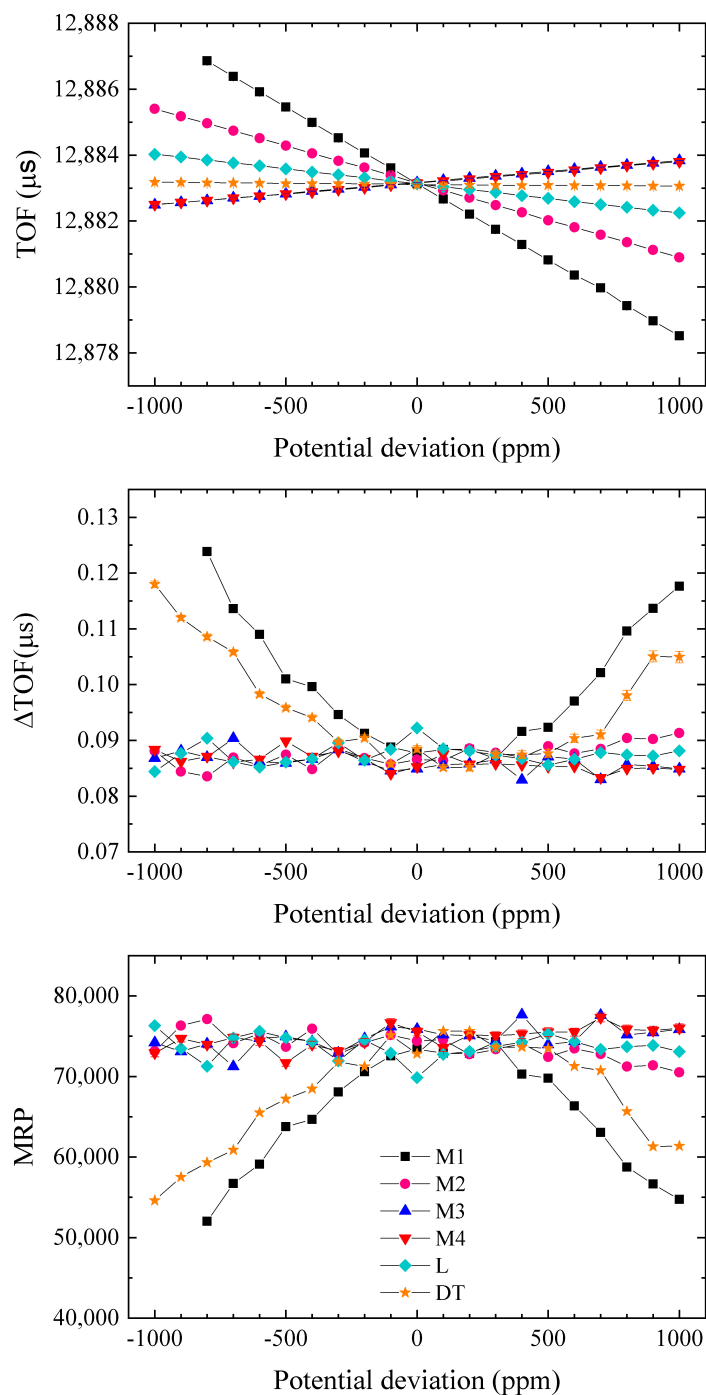 12,888
12,886
12,884
12,882
12,880
12,878
TOF (μs)
-1000 -500 0 500 1000
Potential deviation (ppm)
0.13
0.12
0.11
0.10
0.09
0.08
0.07
ΔTOF(μs)
-1000 -500 0 500 1000
Potential deviation (ppm)
80,000
70,000
60,000
50,000
40,000
MRP
M1
M2
M3
M4
L
DT
-1000 -500 0 500 1000
Potential deviation (ppm)